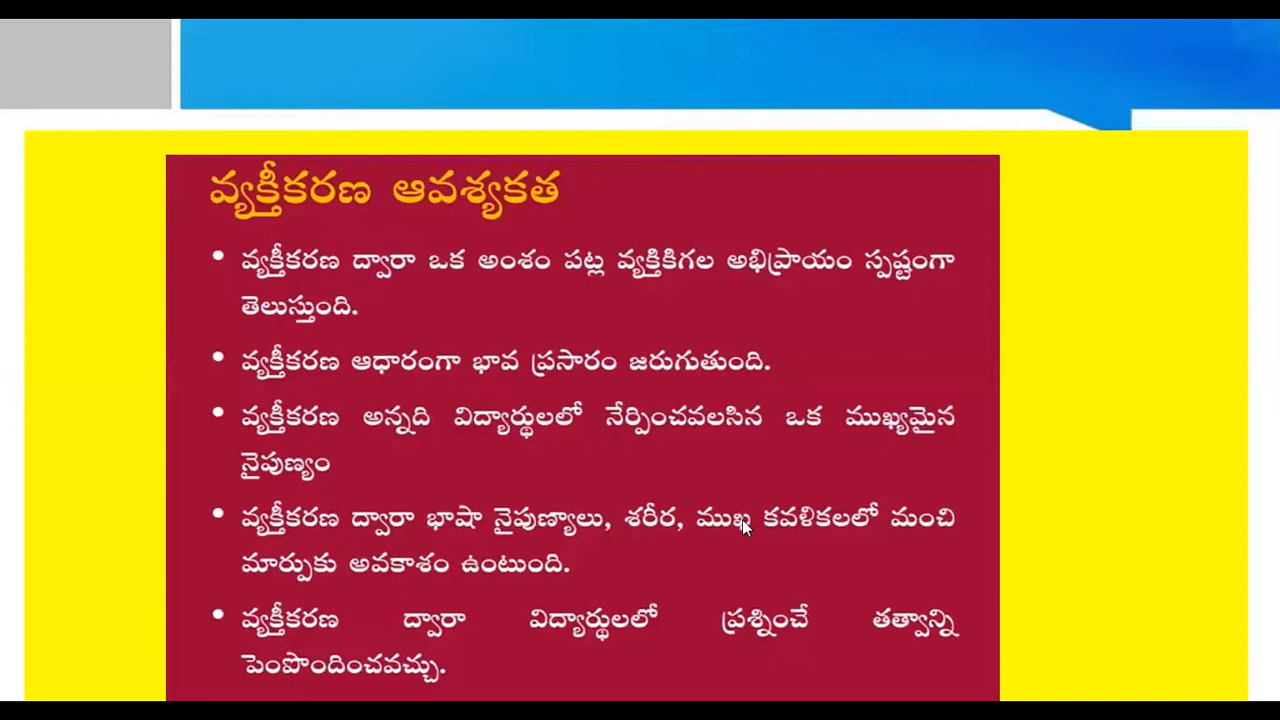 వ్యక్తీకరణ ఆవశ్యకత
• వ్యక్తీకరణ ద్వారా ఒక అంశం పట్ల వ్యక్తికిగల అభిప్రాయం స్పష్టంగా
తెలుస్తుంది.
• వ్యక్తీకరణ ఆధారంగా భావ ప్రసారం జరుగుతుంది.
• వ్యక్తీకరణ అన్నది విద్యార్థులలో నేర్పించవలసిన ఒక ముఖ్యమైన
నైపుణ్యం
• వ్యక్తీకరణ ద్వారా భాషా నైపుణ్యాలు, శరీర, ముఖ కవళికలలో మంచి
మార్పుకు అవకాశం ఉంటుంది.
• వ్యక్తీకరణ ద్వారా విద్యార్థులలో ప్రశ్నించే తత్వాన్ని
పెంపొందించవచ్చు.